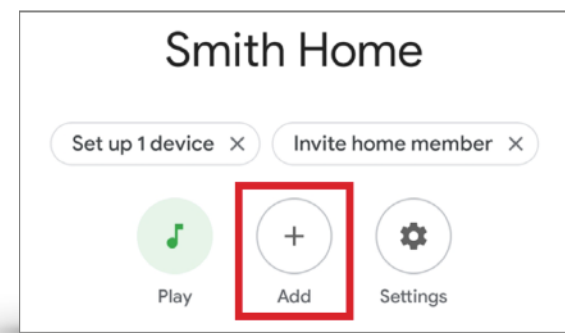 Smith Home
Set up 1 device
Invite home member
Play
Add
Settings